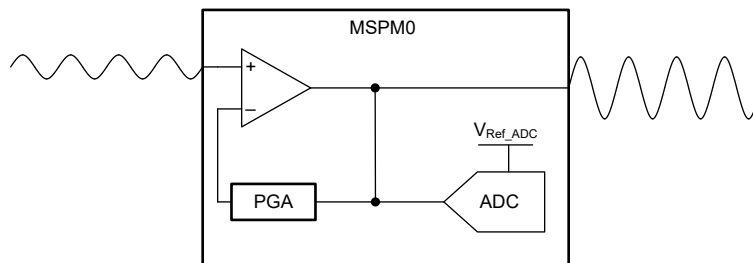 MSPM0
+
−
V_Ref_ADC
PGA
ADC